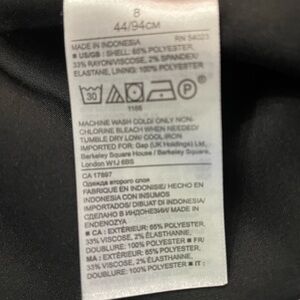 8
44/94CM
MADE IN INDONESIA RN 54023
■ US/GB : SHELL: 65% POLYESTER,
33% RAYON/VISCOSE, 2% SPANDEX/
ELASTANE, LINING: 100% POLYESTER
30 P
MACHINE WASH COLD/ ONLY NON-
CHLORINE BLEACH WHEN NEEDED/
TUMBLE DRY LOW/ COOL IRON
IMPORTED FOR: Gap (UK Holdings) Ltd.,
Berkeley Square House / Berkeley Square,
London W1J 6BS
CA 17897
Одежда второго слоя
FABRIQUE EN INDONISIE/ HECHO EN
INDONESIA CON INSUMOS
IMPORTADOS/ DIBUAT DI INDONESIA/
СДЕЛАНО В ИНДОНЕЗИИ/ MADE IN
ENDENOZYA
■ CA : EXTÉRIEUR: 65% POLYESTER,
33% VISCOSE, 2% ÉLASTHANNE,
DOUBLURE: 100% POLYESTER ■ FR/
MA : EXTÉRIEUR: 65% POLYESTER,
33% VISCOSE, 2% ÉLASTHANNE,
DOUBLURE: 100% POLYESTER ■ IT :